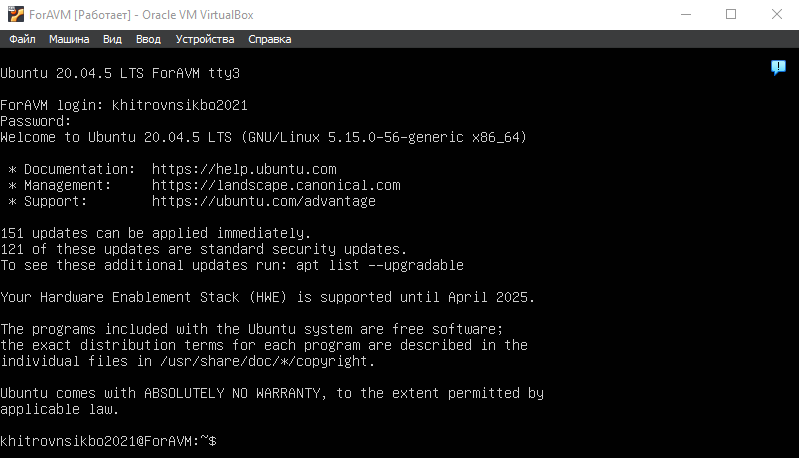 ForAVM [Работает] - Oracle VM VirtualBox
Файл Машина Вид Ввод Устройства Справка
Ubuntu 20.04.5 LTS ForAVM tty3
ForAVM login: khitrovnsikbo2021
Password:
Welcome to Ubuntu 20.04.5 LTS (GNU/Linux 5.15.0-56-generic x86_64)
* Documentation:  https://help.ubuntu.com
* Management:     https://landscape.canonical.com
* Support:        https://ubuntu.com/advantage
151 updates can be applied immediately.
121 of these updates are standard security updates.
To see these additional updates run: apt list --upgradable
Your Hardware Enablement Stack (HWE) is supported until April 2025.
The programs included with the Ubuntu system are free software;
the exact distribution terms for each program are described in the
individual files in /usr/share/doc/*/copyright.
Ubuntu comes with ABSOLUTELY NO WARRANTY, to the extent permitted by
applicable law.
khitrovnsikbo2021@ForAVM:~$